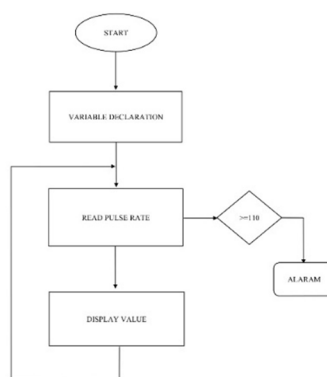 START
VARIABLE DECLARATION
READ PULSE RATE
>=110
ALARAM
DISPLAY VALUE